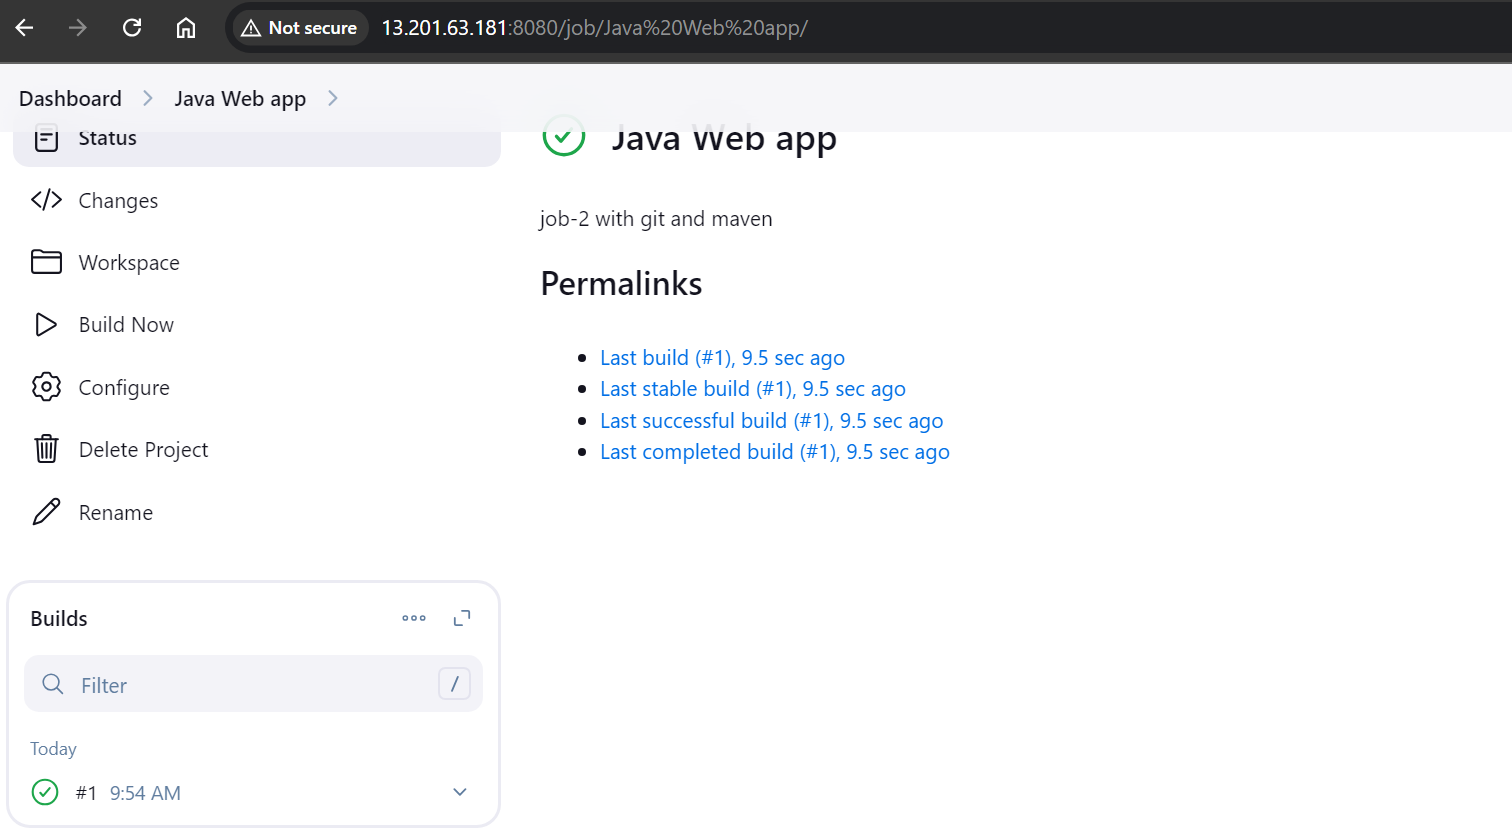 Not secure 13.201.63.181:8080/job/Java%20Web%20app/
Dashboard Java Web app
Status
Changes
Workspace
Build Now
Configure
Delete Project
Rename
Builds
Filter /
Today
#1 9:54 AM
Java Web app
job-2 with git and maven
Permalinks
Last build (#1), 9.5 sec ago
Last stable build (#1), 9.5 sec ago
Last successful build (#1), 9.5 sec ago
Last completed build (#1), 9.5 sec ago